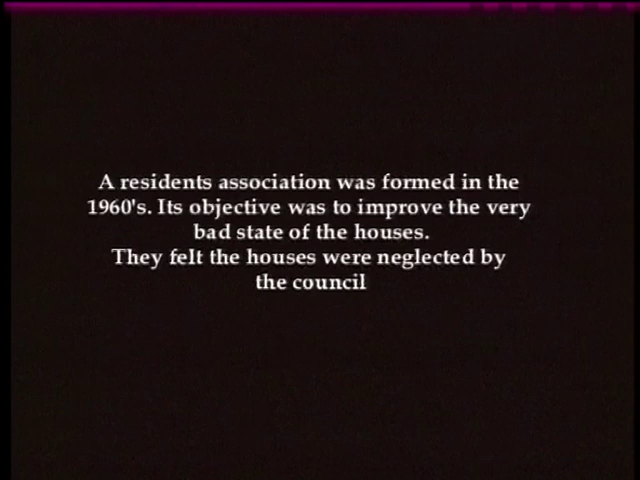 A residents association was formed in the
1960's. Its objective was to improve the very
bad state of the houses.
They felt the houses were neglected by
the council